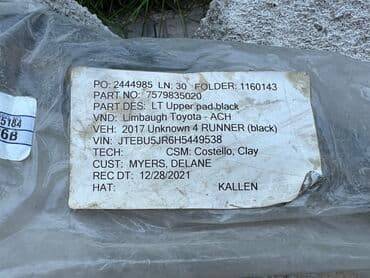 PO: 2444985 LN: 30 FOLDER: 1160143
PART NO: 7579835020
PART DES: LT Upper pad,black
VND: Limbaugh Toyota - ACH
VEH: 2017 Unknown 4 RUNNER (black)
VIN: JTEBU5JR6H5449538
TECH: CSM: Costello, Clay
CUST: MYERS, DELANE
REC DT: 12/28/2021
HAT: KALLEN
5184
6B